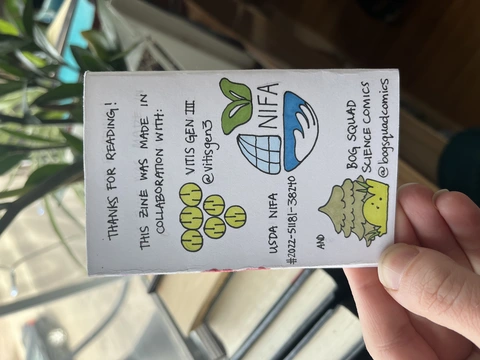 THANKS FOR READING!
THIS ZINE WAS MADE IN
COLLABORATION WITH:
VITIS GEN III
@vitisgen3
NIFA
USDA NIFA
#2022-51181-38240
AND
BOG SQUAD
SCIENCE COMICS
@bogsquadcomics